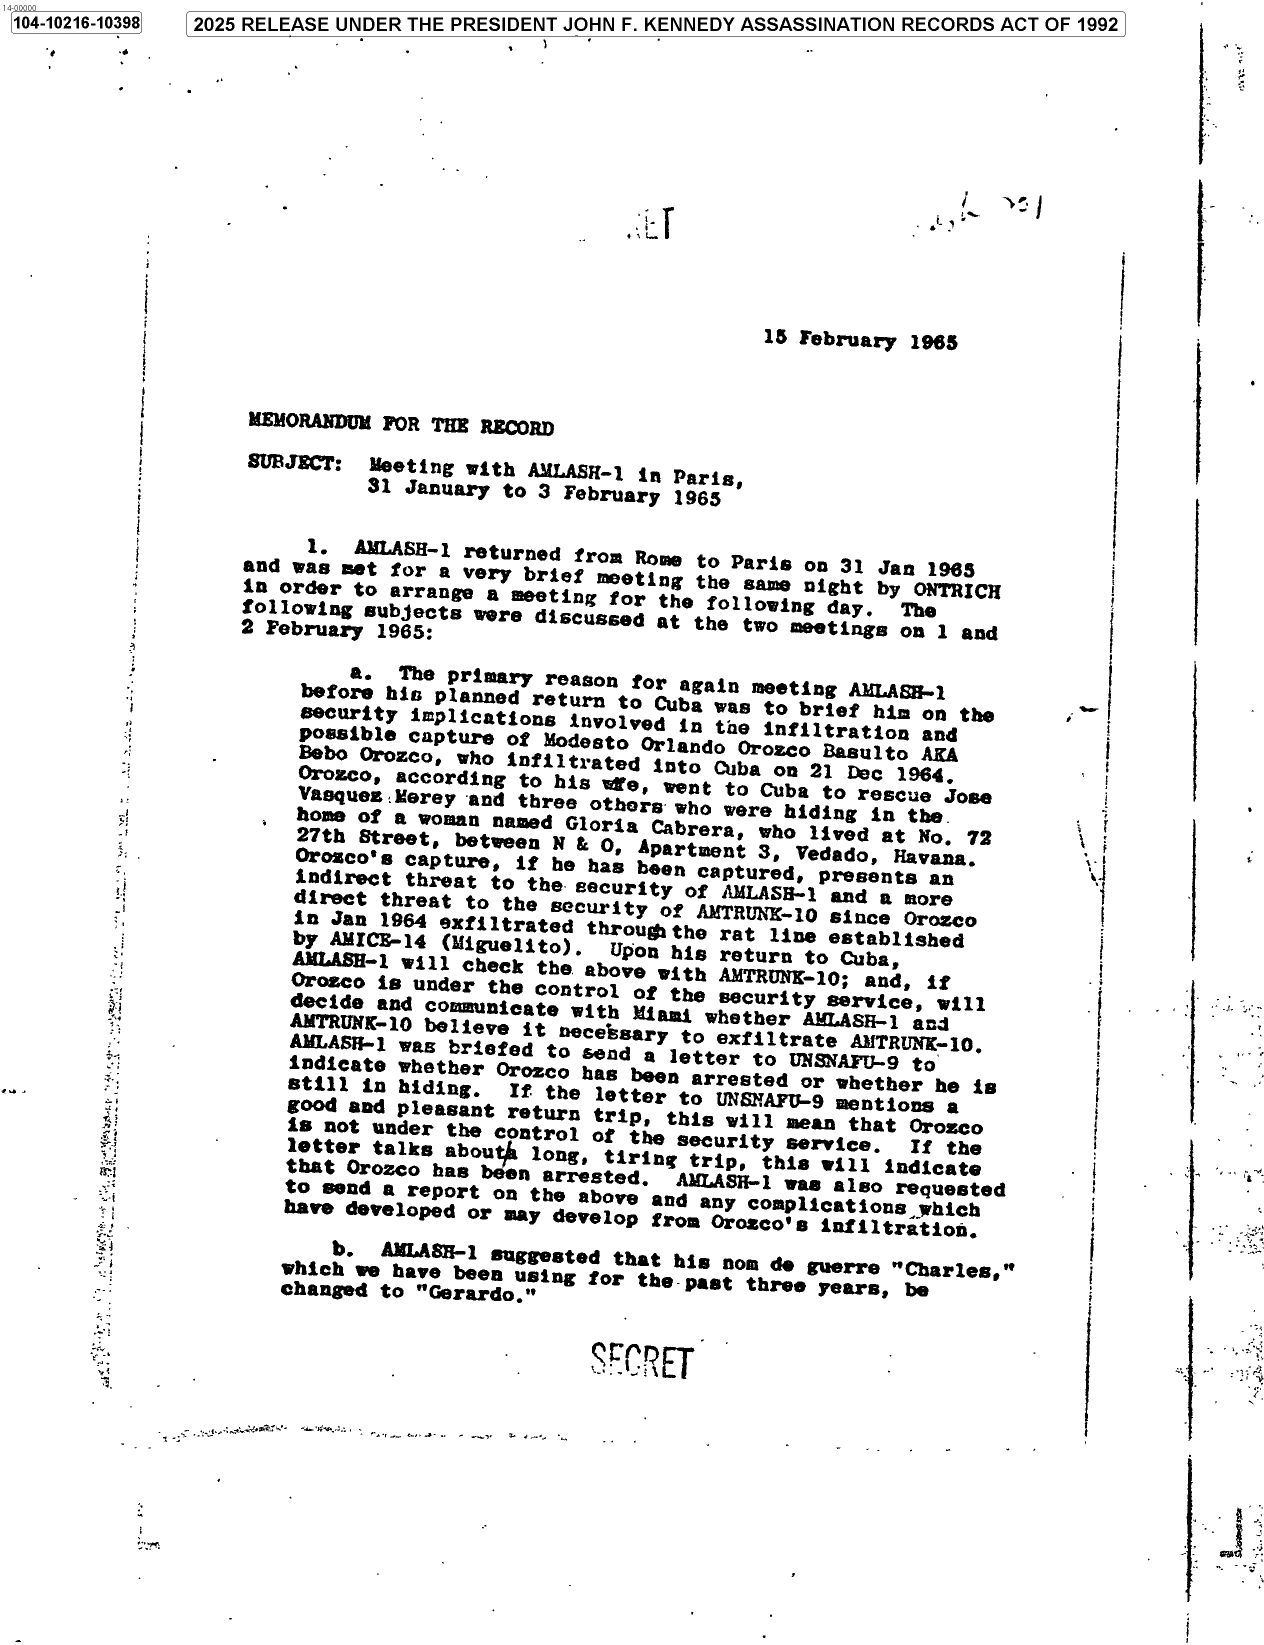 14-00000
104-10216-10398
2025 RELEASE UNDER THE PRESIDENT JOHN F. KENNEDY ASSASSINATION RECORDS ACT OF 1992
15 February 1965
MEMORANDUM FOR THE RECORD
SUBJECT: Meeting with AMLASH-1 in Paris,
31 January to 3 February 1965
1. AMLASH-1 returned from Rome to Paris on 31 Jan 1965
and was met for a very brief meeting the same night by ONTRICH
in order to arrange a meeting for the following day. The
following subjects were discussed at the two meetings on 1 and
2 February 1965:
a. The primary reason for again meeting AMLASH-1
before his planned return to Cuba was to brief him on the
security implications involved in the infiltration and
possible capture of Modesto Orlando Orozco Basulto AKA
Bebo Orozco, who infiltrated into Cuba on 21 Dec 1964.
Orozco, according to his wife, went to Cuba to rescue Jose
Vasquez Merey and three others who were hiding in the
home of a woman named Gloria Cabrera, who lived at No. 72
27th Street, between N & O, Apartment 3, Vedado, Havana.
Orozco's capture, if he has been captured, presents an
indirect threat to the security of AMLASH-1 and a more
direct threat to the security of AMTRUNK-10 since Orozco
in Jan 1964 exfiltrated through the rat line established
by AMICE-14 (Miguelito). Upon his return to Cuba,
AMLASH-1 will check the above with AMTRUNK-10; and, if
Orozco is under the control of the security service, will
decide and communicate with Miami whether AMLASH-1 and
AMTRUNK-10 believe it necessary to exfiltrate AMTRUNK-10.
AMLASH-1 was briefed to send a letter to UNSNAFU-9 to
indicate whether Orozco has been arrested or whether he is
still in hiding. If the letter to UNSNAFU-9 mentions a
good and pleasant return trip, this will mean that Orozco
is not under the control of the security service. If the
letter talks about a long, tiring trip, this will indicate
that Orozco has been arrested. AMLASH-1 was also requested
to send a report on the above and any complications which
have developed or may develop from Orozco's infiltration.
b. AMLASH-1 suggested that his nom de guerre "Charles,"
which we have been using for the past three years, be
changed to "Gerardo."
SECRET